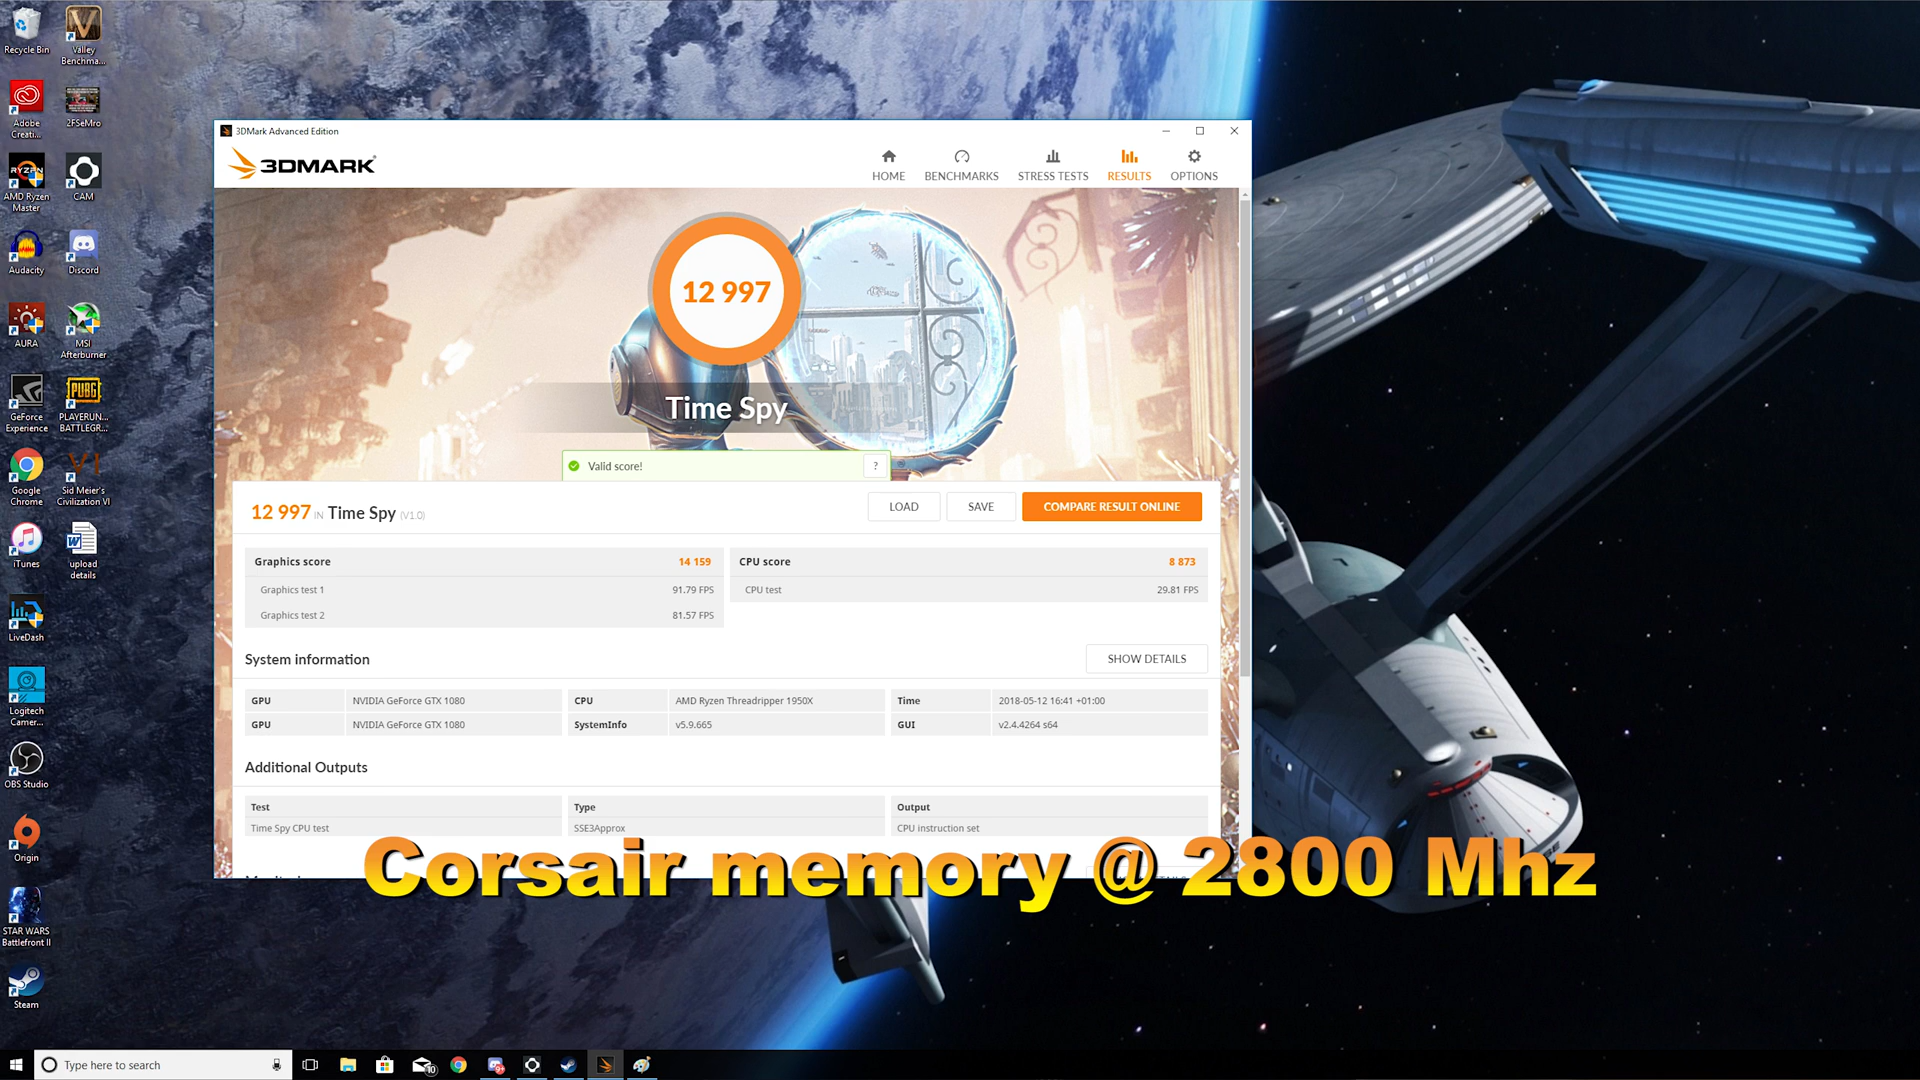 Recycle Bin
Valley
Benchma...
Adobe
Creati...
2FSeMro
RYZEN
AMD Ryzen
Master
CAM
Audacity
Discord
AURA
MSI
Afterburner
GeForce
Experience
PUBG
PLAYERUN...
BATTLEGR...
Google
Chrome
VI
Sid Meier's
Civilization VI
iTunes
upload
details
LiveDash
Logitech
Camer...
OBS Studio
Origin
STAR WARS
Battlefront II
Steam
3DMark Advanced Edition
3DMARK
HOME
BENCHMARKS
STRESS TESTS
RESULTS
OPTIONS
12 997
Time Spy
Valid score!
?
12 997 IN Time Spy (V1.0)
LOAD
SAVE
COMPARE RESULT ONLINE
Graphics score 14 159
Graphics test 1 91.79 FPS
Graphics test 2 81.57 FPS
CPU score 8 873
CPU test 29.81 FPS
System information
SHOW DETAILS
GPU NVIDIA GeForce GTX 1080 CPU AMD Ryzen Threadripper 1950X Time 2018-05-12 16:41 +01:00
GPU NVIDIA GeForce GTX 1080 SystemInfo v5.9.665 GUI v2.4.4264 s64
Additional Outputs
Test Type Output
Time Spy CPU test SSE3Approx CPU instruction set
Corsair memory @ 2800 Mhz
Type here to search
10
9+